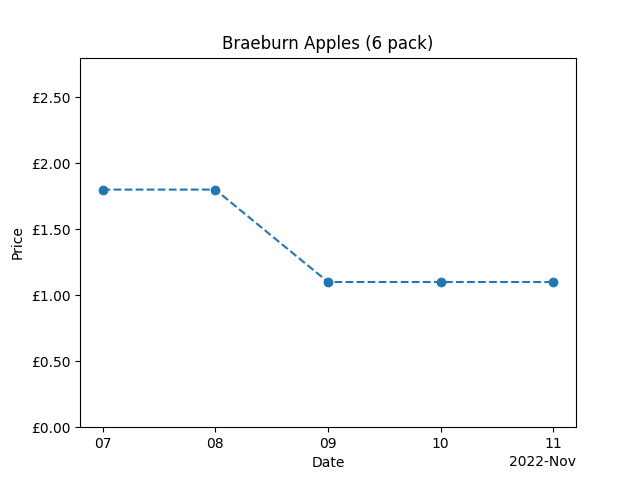 Braeburn Apples (6 pack)
£2.50
£2.00
£1.50
£1.00
£0.50
£0.00
Price
07 08 09 10 11
Date
2022-Nov